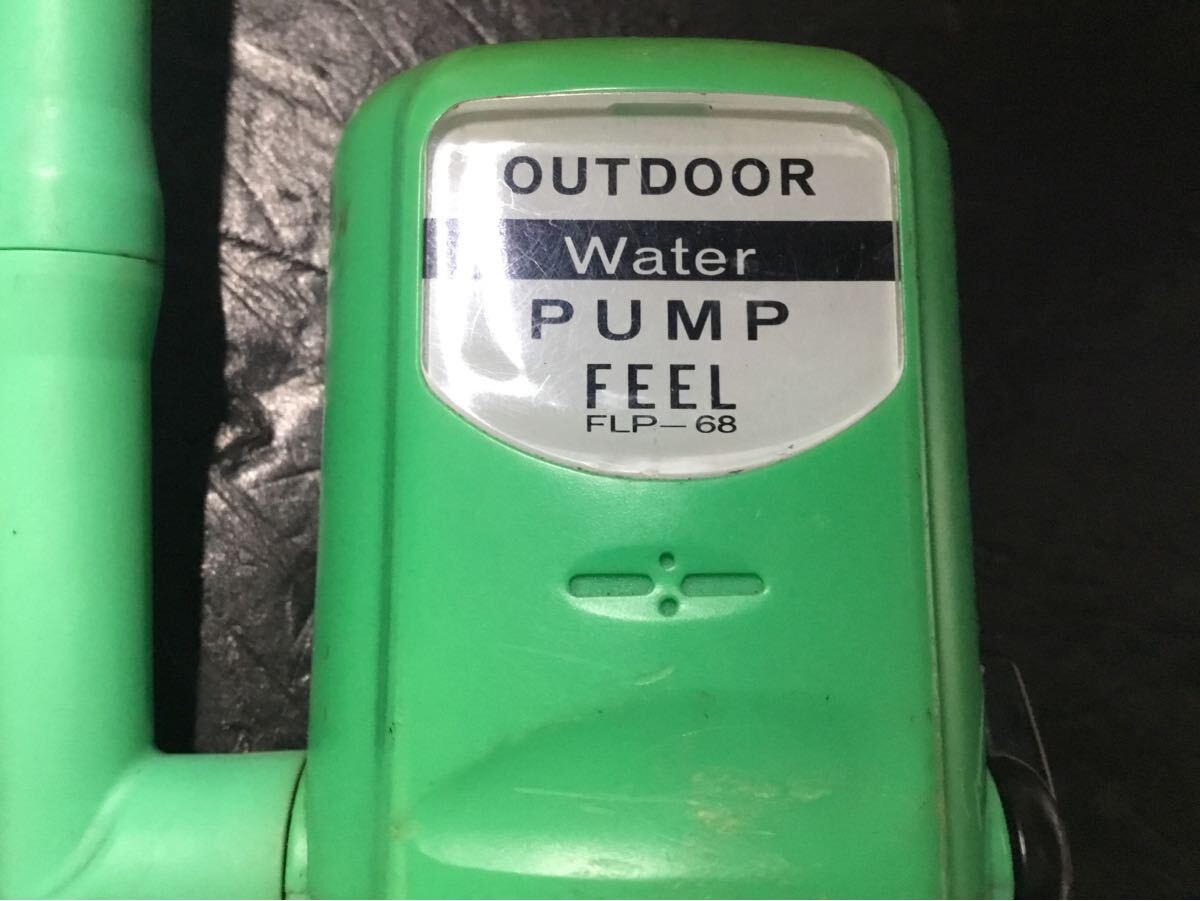 OUTDOOR
Water
PUMP
FEEL
FLP-68